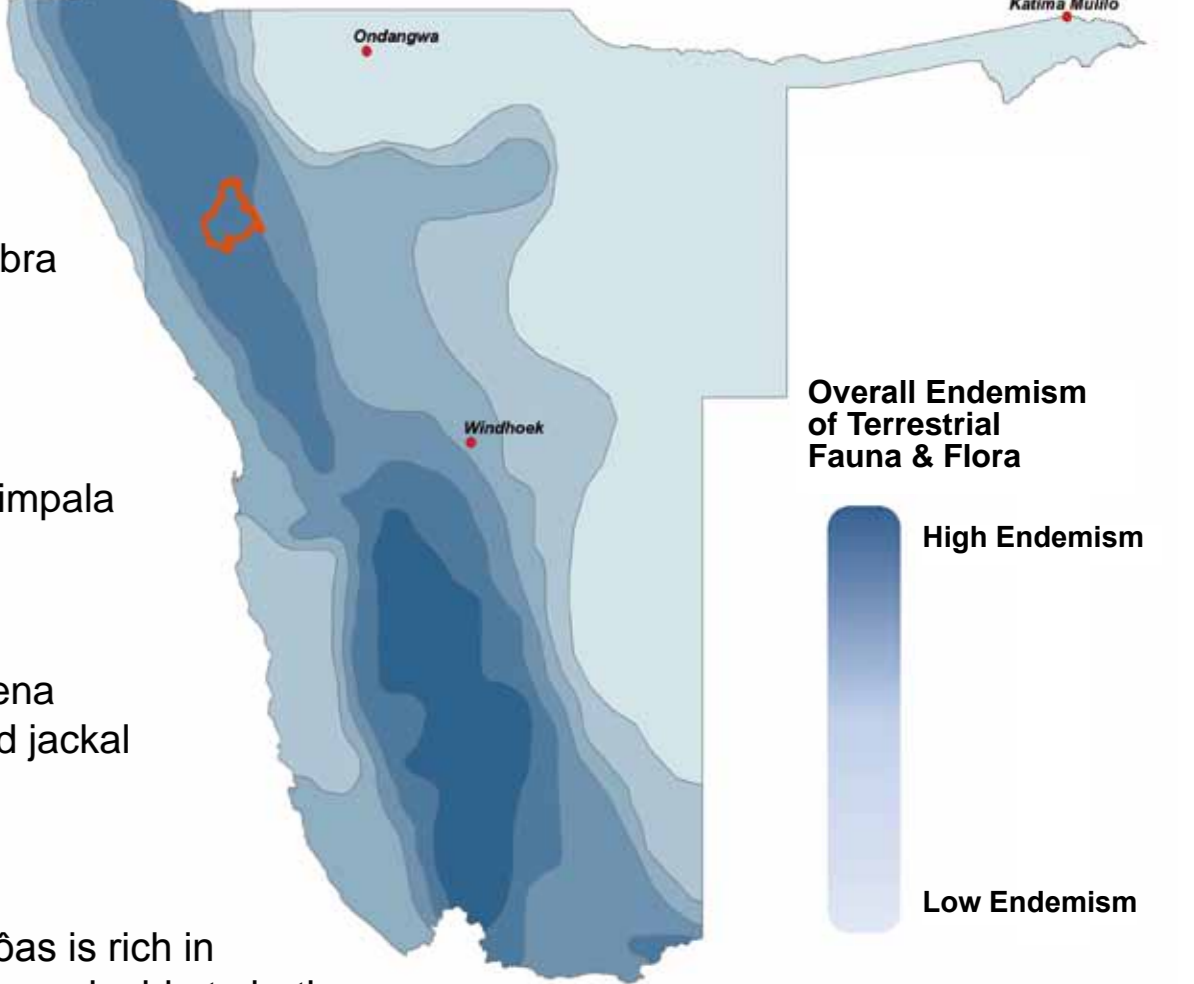 Katima Mulilo
Ondangwa
bra
Windhoek
impala
ena
d jackal
ôas is rich in
Overall Endemism
of Terrestrial
Fauna & Flora
High Endemism
Low Endemism